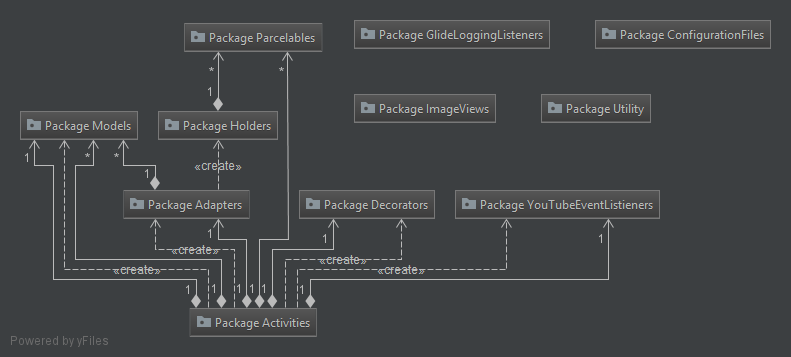 Package Parcelables
Package GlideLoggingListeners
Package ConfigurationFiles
*
*
1
Package Models
Package Holders
Package ImageViews
Package Utility
1
*
*
«create»
1
Package Adapters
Package Decorators
Package YouTubeEventListieners
1
1
1
«create»
«create»
«create»
«create»
1
1
1
1
1
1
Package Activities
Powered by yFiles